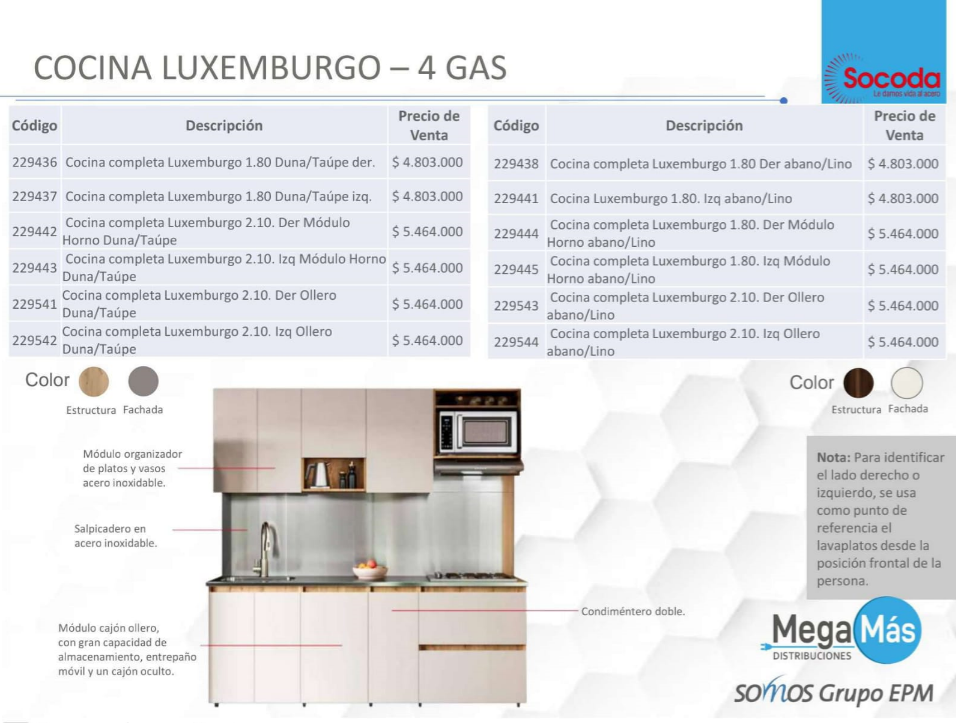 COCINA LUXEMBURGO – 4 GAS
Socoda
Le damos vida al acero
Código Descripción Precio de Venta
229436 Cocina completa Luxemburgo 1.80 Duna/Taúpe der. $ 4.803.000
229437 Cocina completa Luxemburgo 1.80 Duna/Taúpe izq. $ 4.803.000
229442 Cocina completa Luxemburgo 2.10. Der Módulo
Horno Duna/Taúpe $ 5.464.000
229443 Cocina completa Luxemburgo 2.10. Izq Módulo Horno
Duna/Taúpe $ 5.464.000
229541 Cocina completa Luxemburgo 2.10. Der Ollero
Duna/Taúpe $ 5.464.000
229542 Cocina completa Luxemburgo 2.10. Izq Ollero
Duna/Taúpe $ 5.464.000
Código Descripción Precio de Venta
229438 Cocina completa Luxemburgo 1.80 Der abano/Lino $ 4.803.000
229441 Cocina Luxemburgo 1.80. Izq abano/Lino $ 4.803.000
229444 Cocina completa Luxemburgo 1.80. Der Módulo
Horno abano/Lino $ 5.464.000
229445 Cocina completa Luxemburgo 1.80. Izq Módulo
Horno abano/Lino $ 5.464.000
229543 Cocina completa Luxemburgo 2.10. Der Ollero
abano/Lino $ 5.464.000
229544 Cocina completa Luxemburgo 2.10. Izq Ollero
abano/Lino $ 5.464.000
Color
Estructura Fachada
Color
Estructura Fachada
Módulo organizador
de platos y vasos
acero inoxidable.
Salpicadero en
acero inoxidable.
Módulo cajón ollero,
con gran capacidad de
almacenamiento, entrepaño
móvil y un cajón oculto.
Condiméntero doble.
Nota: Para identificar
el lado derecho o
izquierdo, se usa
como punto de
referencia el
lavaplatos desde la
posición frontal de la
persona.
MegaMás
DISTRIBUCIONES
SOMOS Grupo EPM